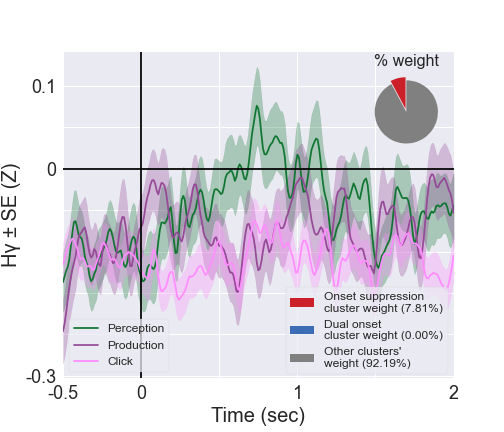 % weight
0.1
0
-0.3
Hγ ± SE (Z)
Perception
Production
Click
Onset suppression
cluster weight (7.81%)
Dual onset
cluster weight (0.00%)
Other clusters'
weight (92.19%)
-0.5
0
1
2
Time (sec)